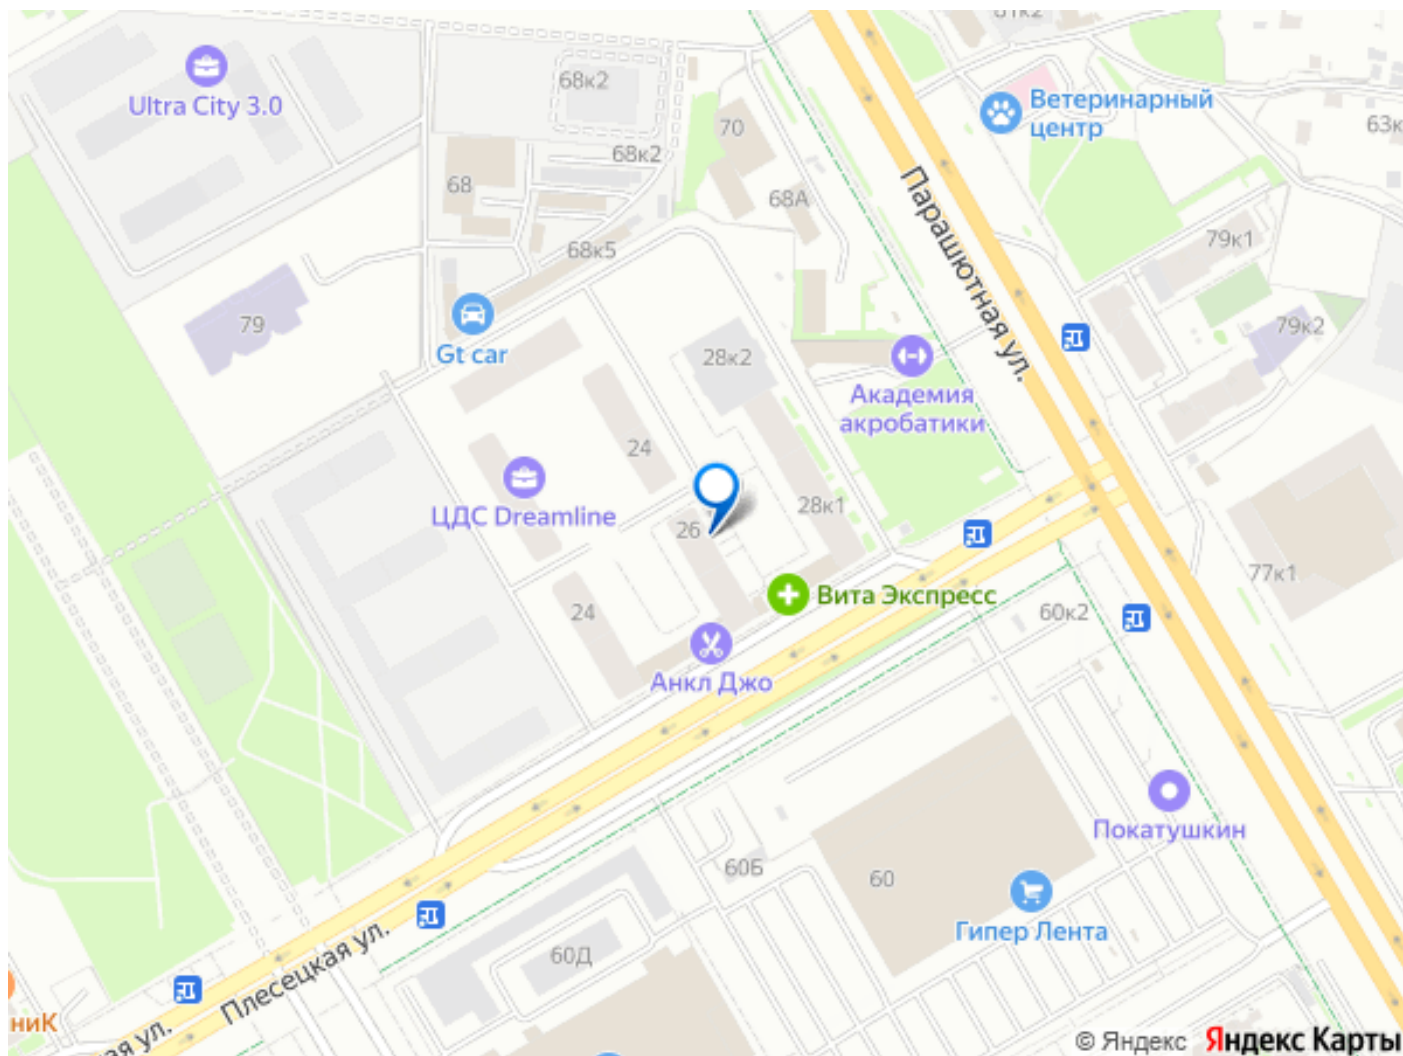 81к2
Ultra City 3.0
68к2
Ветеринарный
центр
63к
70
68к2
68
68А
Парашютная ул.
79к1
68к5
79
79к2
Gt car
28к2
Академия
акробатики
24
ЦДС Dreamline
28к1
26
77к1
Вита Экспресс
24
60к2
Анкл Джо
Покатушкин
60Б
60
Гипер Лента
Плесецкая ул.
60Д
ниК
ая ул.
© Яндекс Яндекс Карты